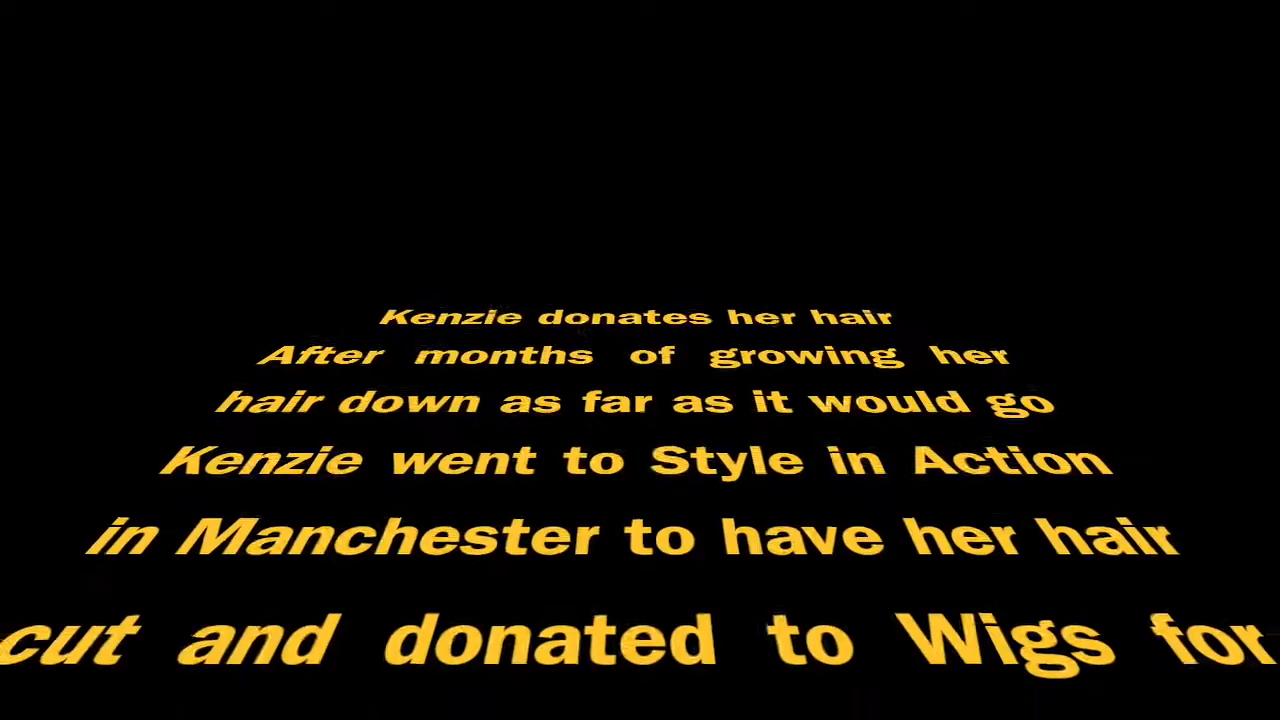 Kenzie donates her hair
After months of growing her
hair down as far as it would go
Kenzie went to Style in Action
in Manchester to have her hair
cut and donated to Wigs for